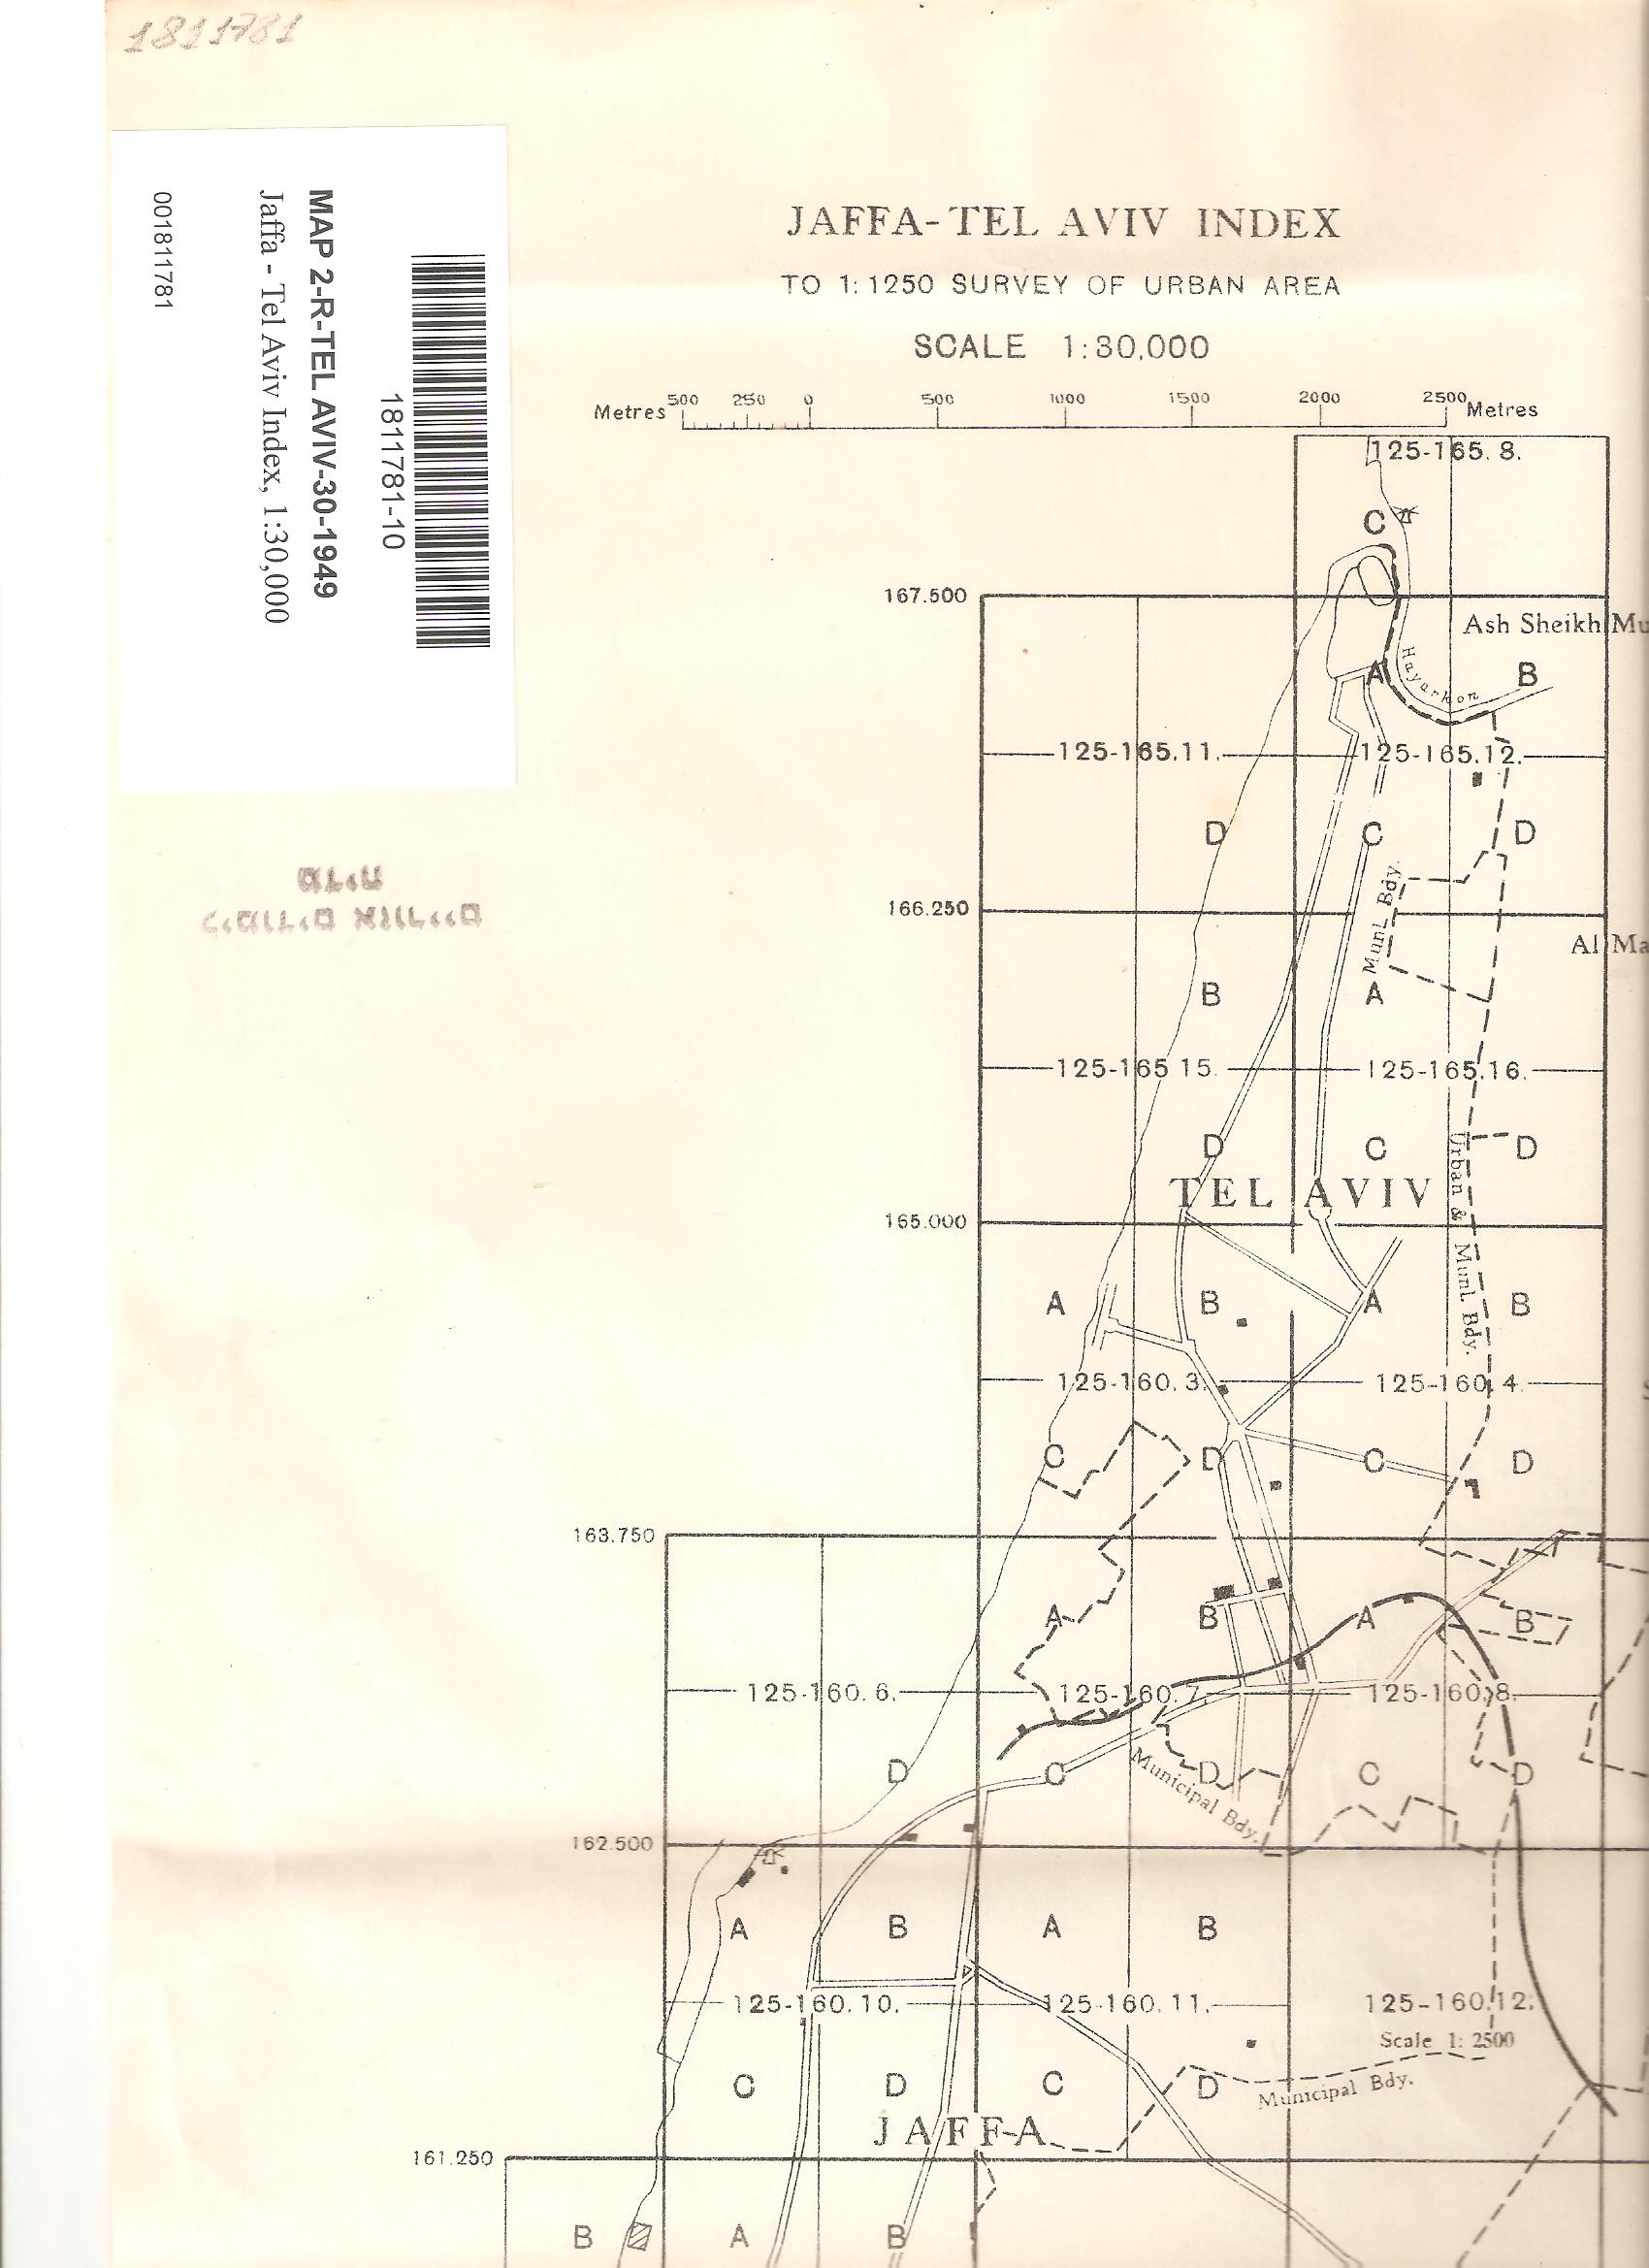 1811781
MAP 2-R-TEL AVIV-30-1949
Jaffa - Tel Aviv Index, 1:30,000
001811781
1811781-10
JAFFA-TEL AVIV INDEX
TO 1:1250 SURVEY OF URBAN AREA
SCALE 1:30,000
Metres 500 250 0 500 1000 1500 2000 2500 Metres
125-165.8.
C
167.500
Ash Sheikh Mu
Hayarkon
A B
125-165.11. 125-165.12.
D C D
Munl. Bdy.
166.250
Al Ma
B A
125-165 15. 125-165.16.
D C D
TEL AVIV
Urban & Munl. Bdy.
165.000
A B A B
125-160.3. 125-160.4.
C D C D
163.750
A B A B
125-160.6. 125-160.7. 125-160.8.
D C D C D
Municipal Bdy.
162.500
A B A B
125-160.10. 125-160.11. 125-160.12.
Scale 1:2500
C D C D
Municipal Bdy.
JAFFA
161.250
B A B